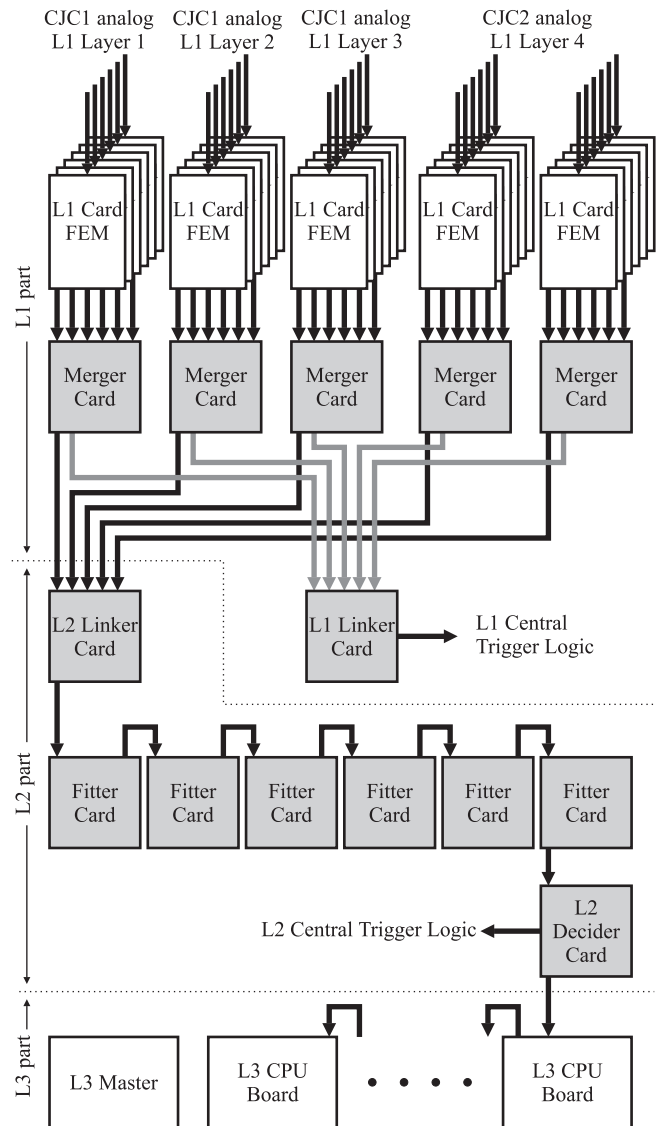 CJC1 analog
L1 Layer 1
CJC1 analog
L1 Layer 2
CJC1 analog
L1 Layer 3
CJC2 analog
L1 Layer 4
L1 Card
FEM
L1 Card
FEM
L1 Card
FEM
L1 Card
FEM
L1 Card
FEM
L1 part
Merger
Card
Merger
Card
Merger
Card
Merger
Card
Merger
Card
L2 Linker
Card
L1 Linker
Card
L1 Central
Trigger Logic
L2 part
Fitter
Card
Fitter
Card
Fitter
Card
Fitter
Card
Fitter
Card
Fitter
Card
L2 Central Trigger Logic
L2
Decider
Card
L3 part
L3 Master
L3 CPU
Board
L3 CPU
Board